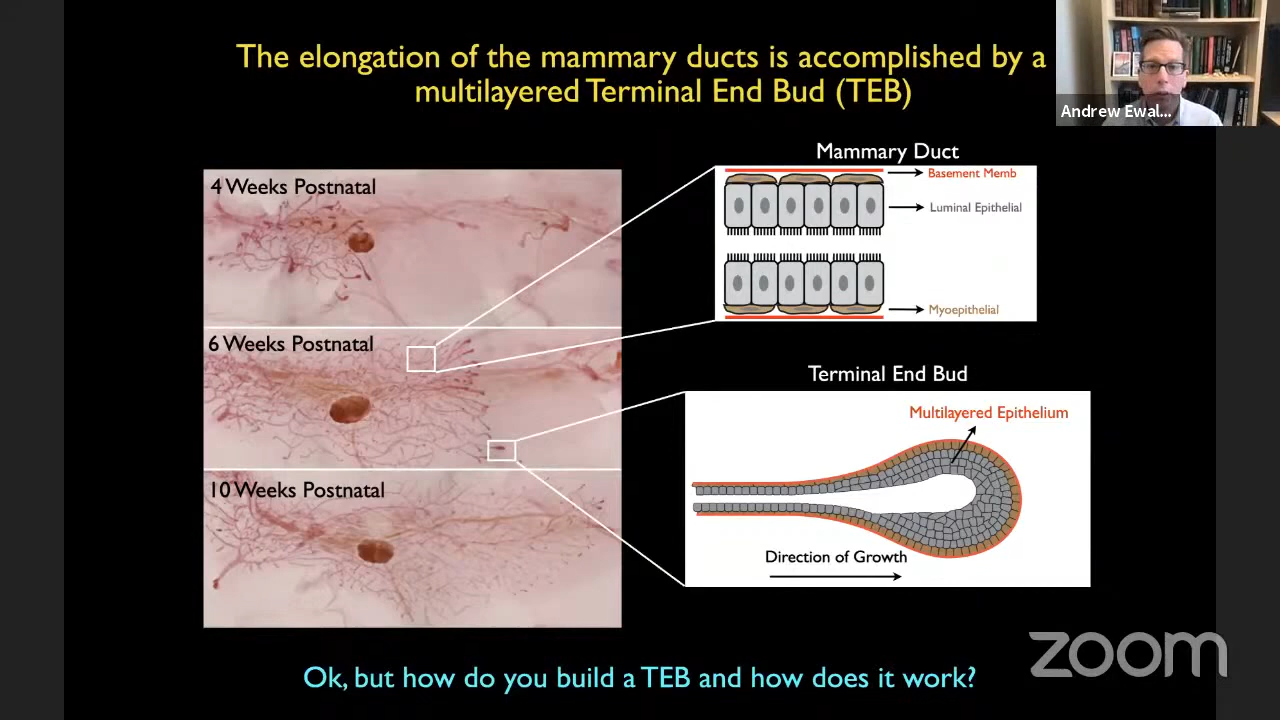 The elongation of the mammary ducts is accomplished by a
multilayered Terminal End Bud (TEB)
Andrew Ewal...
4 Weeks Postnatal
6 Weeks Postnatal
10 Weeks Postnatal
Mammary Duct
Basement Memb
Luminal Epithelial
Myoepithelial
Terminal End Bud
Multilayered Epithelium
Direction of Growth
zoom
Ok, but how do you build a TEB and how does it work?